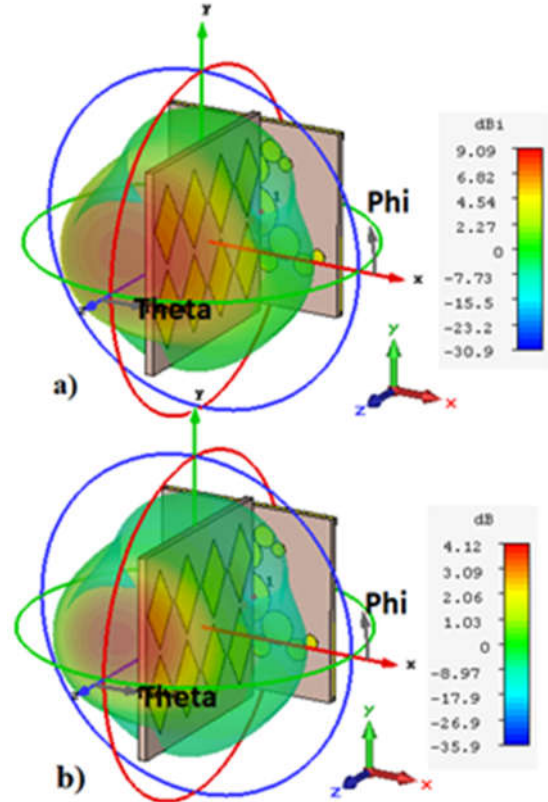 Y
dBi
9.09
6.82
4.54
2.27
0
-7.73
-15.5
-23.2
-30.9
Phi
1
x
Theta
a)
y
z
x
Y
dB
4.12
3.09
2.06
1.03
0
-8.97
-17.9
-26.9
-35.9
Phi
1
x
Theta
b)
y
z
x